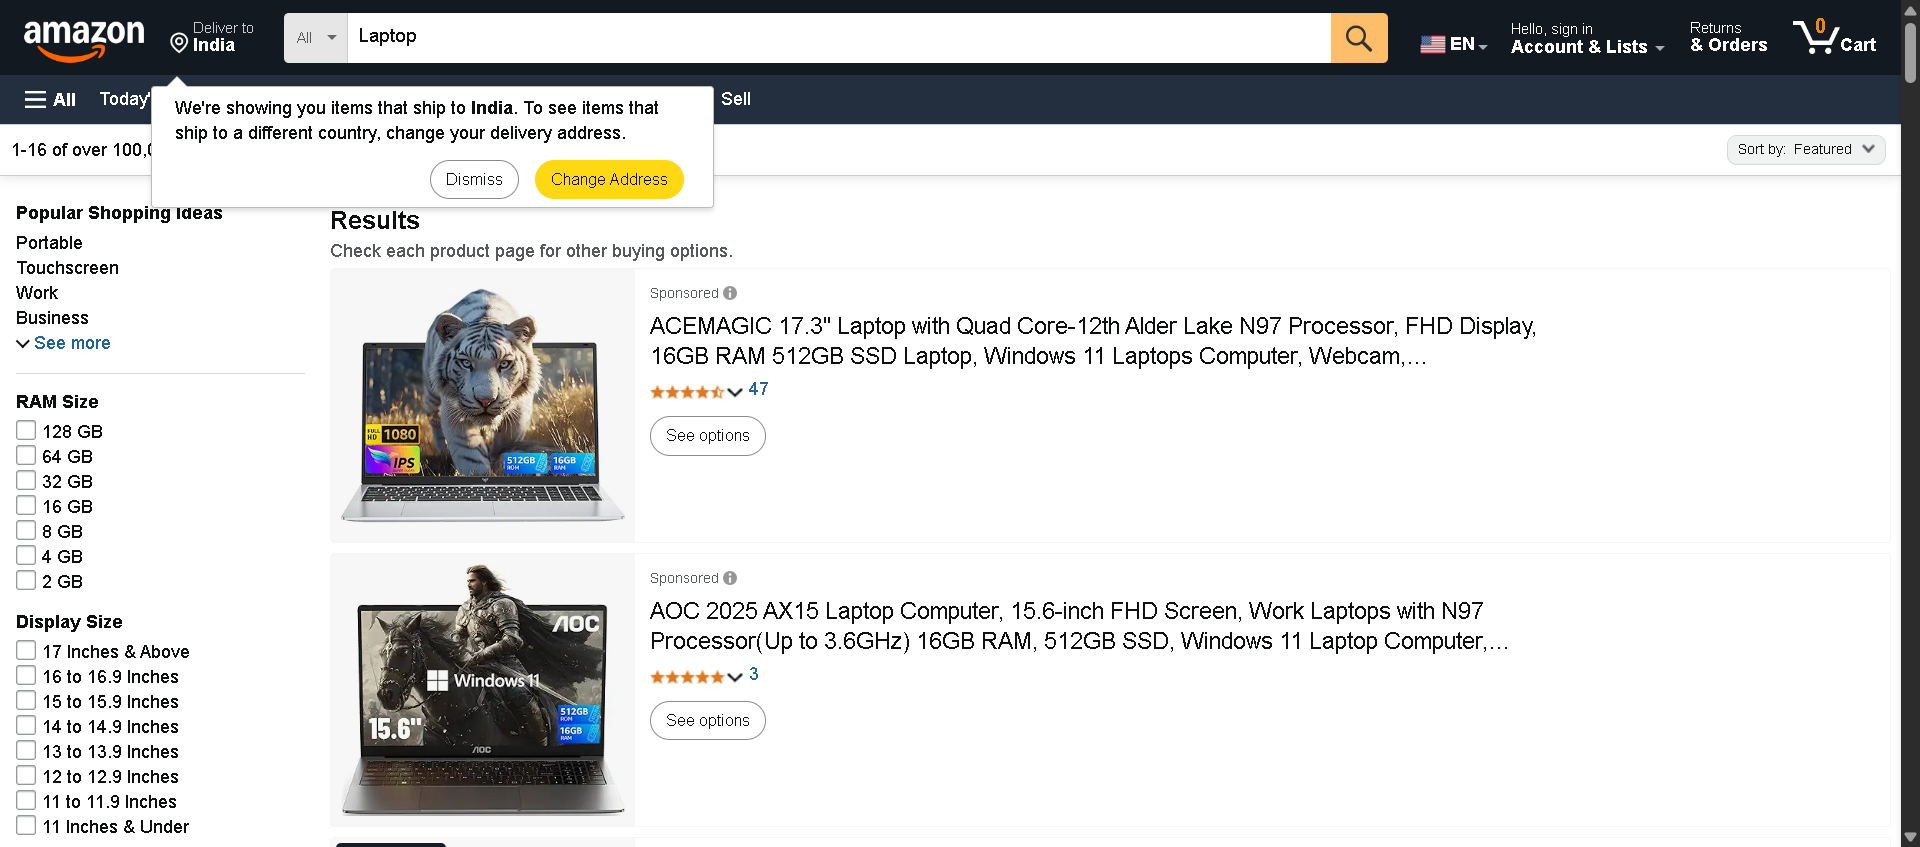 amazon
Deliver to
India
All
Laptop
EN
Hello, sign in
Account & Lists
Returns
& Orders
0
Cart
All
Today'
Sell
We're showing you items that ship to India. To see items that
ship to a different country, change your delivery address.
Dismiss
Change Address
1-16 of over 100,0
Sort by: Featured
Popular Shopping Ideas
Portable
Touchscreen
Work
Business
See more
RAM Size
128 GB
64 GB
32 GB
16 GB
8 GB
4 GB
2 GB
Display Size
17 Inches & Above
16 to 16.9 Inches
15 to 15.9 Inches
14 to 14.9 Inches
13 to 13.9 Inches
12 to 12.9 Inches
11 to 11.9 Inches
11 Inches & Under
Results
Check each product page for other buying options.
FULL HD 1080
IPS
512GB
ROM
16GB
RAM
Sponsored
ACEMAGIC 17.3" Laptop with Quad Core-12th Alder Lake N97 Processor, FHD Display,
16GB RAM 512GB SSD Laptop, Windows 11 Laptops Computer, Webcam,...
47
See options
AOC
Windows 11
15.6"
512GB
ROM
16GB
RAM
AOC
Sponsored
AOC 2025 AX15 Laptop Computer, 15.6-inch FHD Screen, Work Laptops with N97
Processor(Up to 3.6GHz) 16GB RAM, 512GB SSD, Windows 11 Laptop Computer,...
3
See options